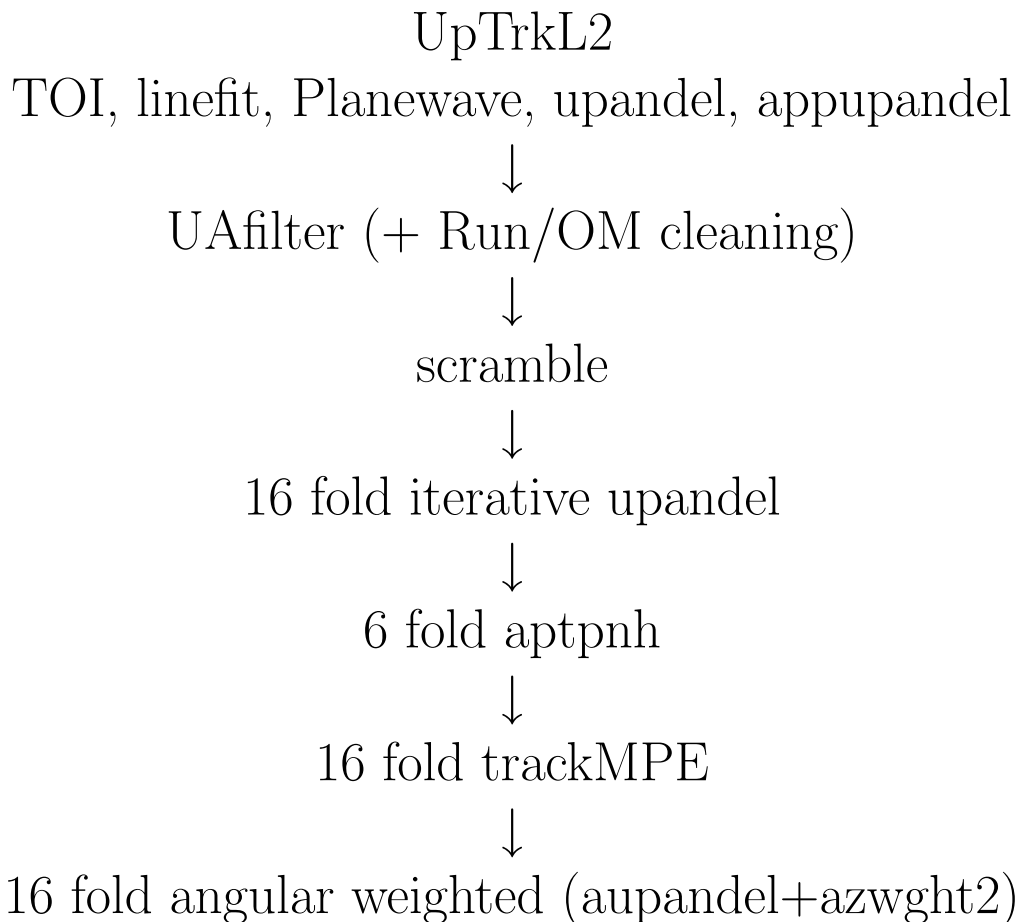 UpTrkL2
TOI, linefit, Planewave, upandel, appupandel
↓
UAfilter (+ Run/OM cleaning)
↓
scramble
↓
16 fold iterative upandel
↓
6 fold aptpnh
↓
16 fold trackMPE
↓
16 fold angular weighted (aupandel+azwght2)